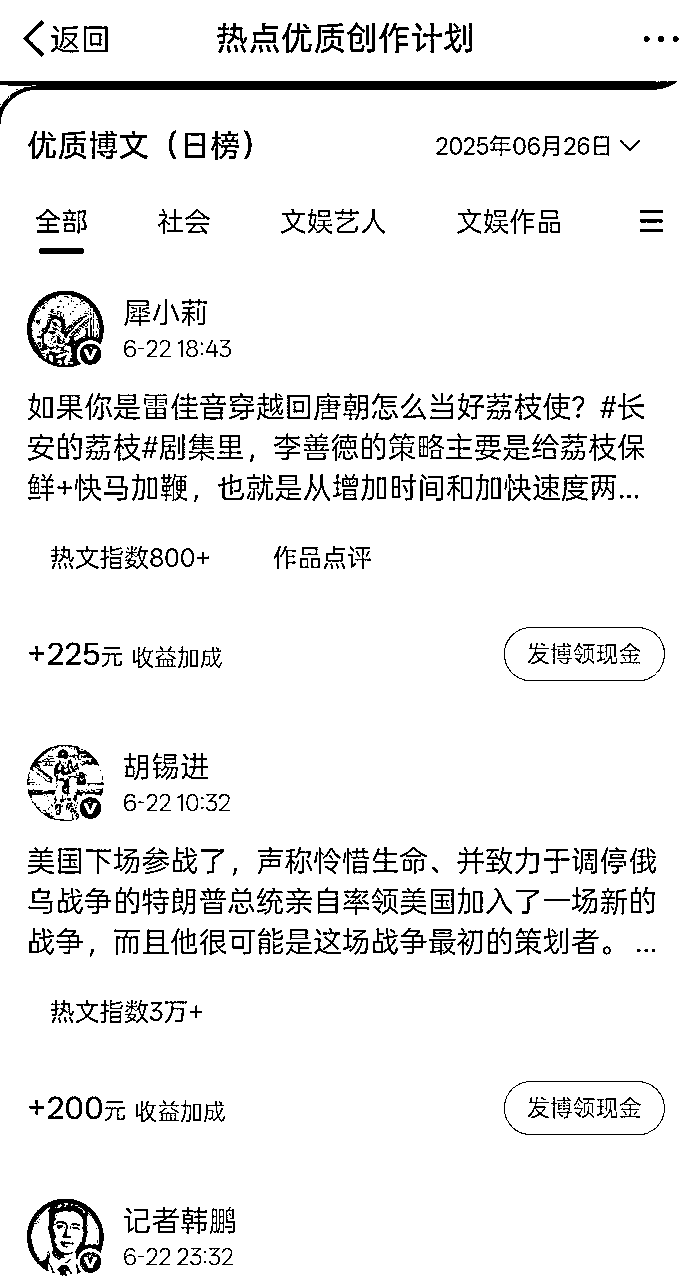 返回
热点优质创作计划
优质博文（日榜）
2025年06月26日
全部
社会
文娱艺人
文娱作品
犀小莉
6-22 18:43
如果你是雷佳音穿越回唐朝怎么当好荔枝使？#长
安的荔枝#剧集里，李善德的策略主要是给荔枝保
鲜+快马加鞭，也就是从增加时间和加快速度两...
热文指数800+
作品点评
+225元 收益加成
发博领现金
胡锡进
6-22 10:32
美国下场参战了，声称怜惜生命、并致力于调停俄
乌战争的特朗普总统亲自率领美国加入了一场新的
战争，而且他很可能是这场战争最初的策划者。 ...
热文指数3万+
+200元 收益加成
发博领现金
记者韩鹏
6-22 23:32